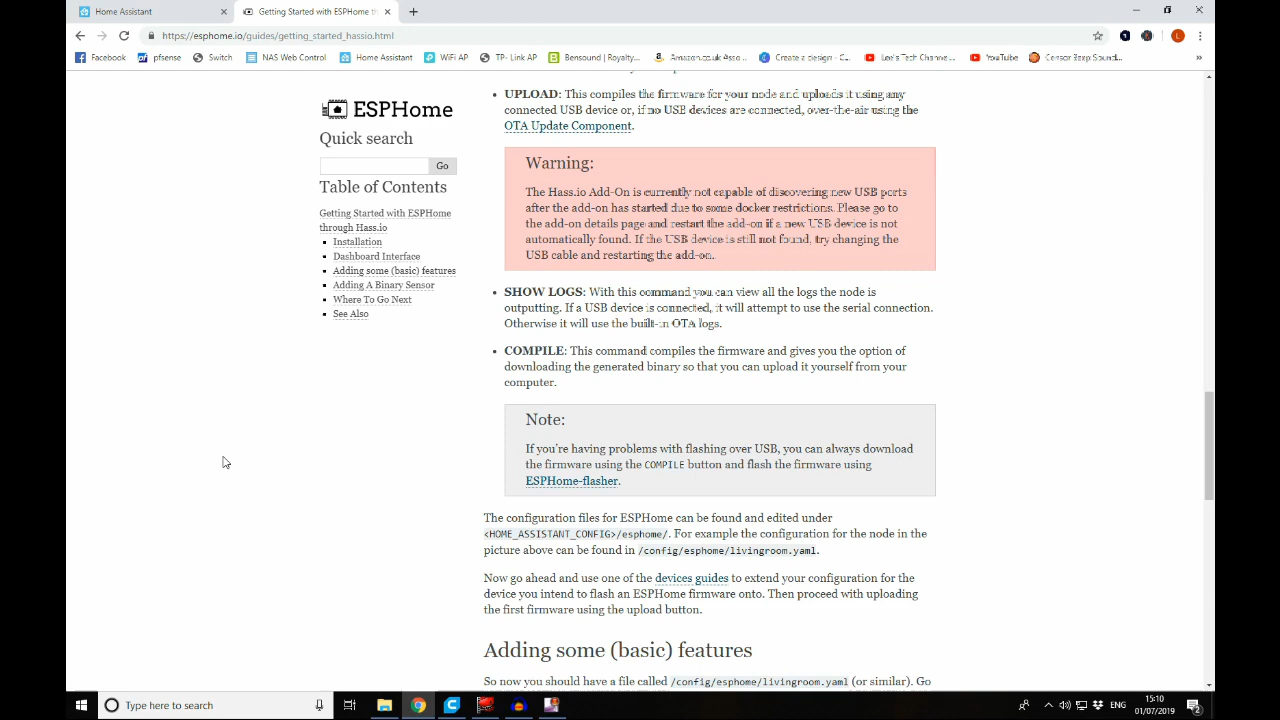 Home Assistant
Getting Started with ESPHome th
https://esphome.io/guides/getting_started_hassio.html
Facebook
pfsense
Switch
NAS Web Control
Home Assistant
WiFi AP
TP- Link AP
Bensound | Royalty...
Amazon.co.uk Asso...
Create a design - C...
Lee's Tech Channe...
YouTube
Censor Beep Sound...
»
L
ESPHome
Quick search
Go
Table of Contents
Getting Started with ESPHome
through Hass.io
Installation
Dashboard Interface
Adding some (basic) features
Adding A Binary Sensor
Where To Go Next
See Also
UPLOAD: This compiles the firmware for your node and uploads it using any
connected USB device or, if no USB devices are connected, over-the-air using the
OTA Update Component.
Warning:
The Hass.io Add-On is currently not capable of discovering new USB ports
after the add-on has started due to some docker restrictions. Please go to
the add-on details page and restart the add-on if a new USB device is not
automatically found. If the USB device is still not found, try changing the
USB cable and restarting the add-on.
SHOW LOGS: With this command you can view all the logs the node is
outputting. If a USB device is connected, it will attempt to use the serial connection.
Otherwise it will use the built-in OTA logs.
COMPILE: This command compiles the firmware and gives you the option of
downloading the generated binary so that you can upload it yourself from your
computer.
Note:
If you're having problems with flashing over USB, you can always download
the firmware using the COMPILE button and flash the firmware using
ESPHome-flasher.
The configuration files for ESPHome can be found and edited under
<HOME_ASSISTANT_CONFIG>/esphome/. For example the configuration for the node in the
picture above can be found in /config/esphome/livingroom.yaml.
Now go ahead and use one of the devices guides to extend your configuration for the
device you intend to flash an ESPHome firmware onto. Then proceed with uploading
the first firmware using the upload button.
Adding some (basic) features
So now you should have a file called /config/esphome/livingroom.yaml (or similar). Go
Type here to search
ENG
15:10
01/07/2019
2